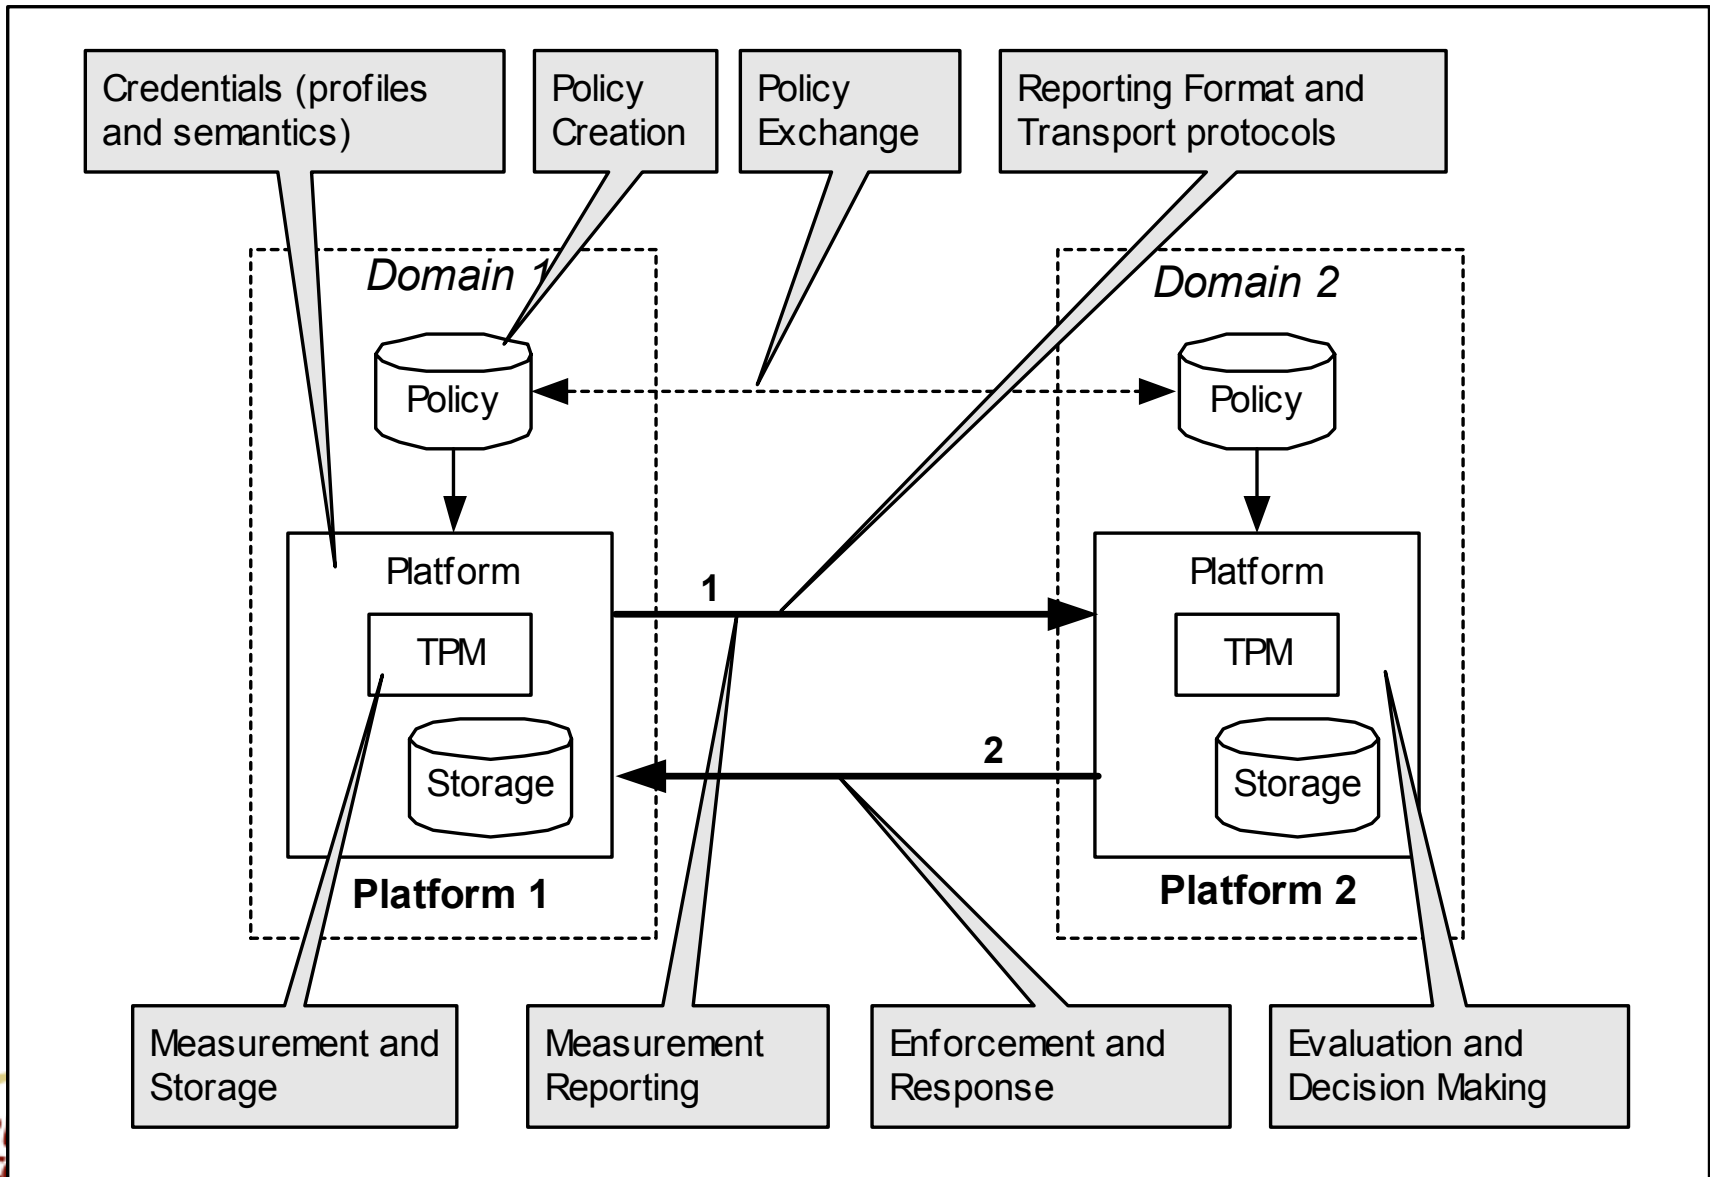 Credentials (profiles
and semantics)
Policy
Creation
Policy
Exchange
Reporting Format and
Transport protocols
Domain 1
Domain 2
Policy
Policy
Platform
Platform
1
TPM
TPM
2
Storage
Storage
Platform 1
Platform 2
Measurement and
Storage
Measurement
Reporting
Enforcement and
Response
Evaluation and
Decision Making